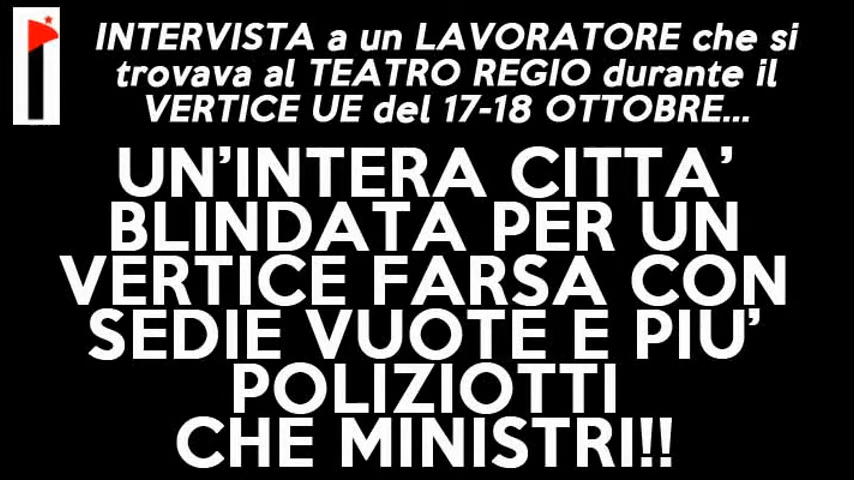 INTERVISTA a un LAVORATORE che si
trovava al TEATRO REGIO durante il
VERTICE UE del 17-18 OTTOBRE...
UN'INTERA CITTA'
BLINDATA PER UN
VERTICE FARSA CON
SEDIE VUOTE E PIU'
POLIZIOTTI
CHE MINISTRI!!